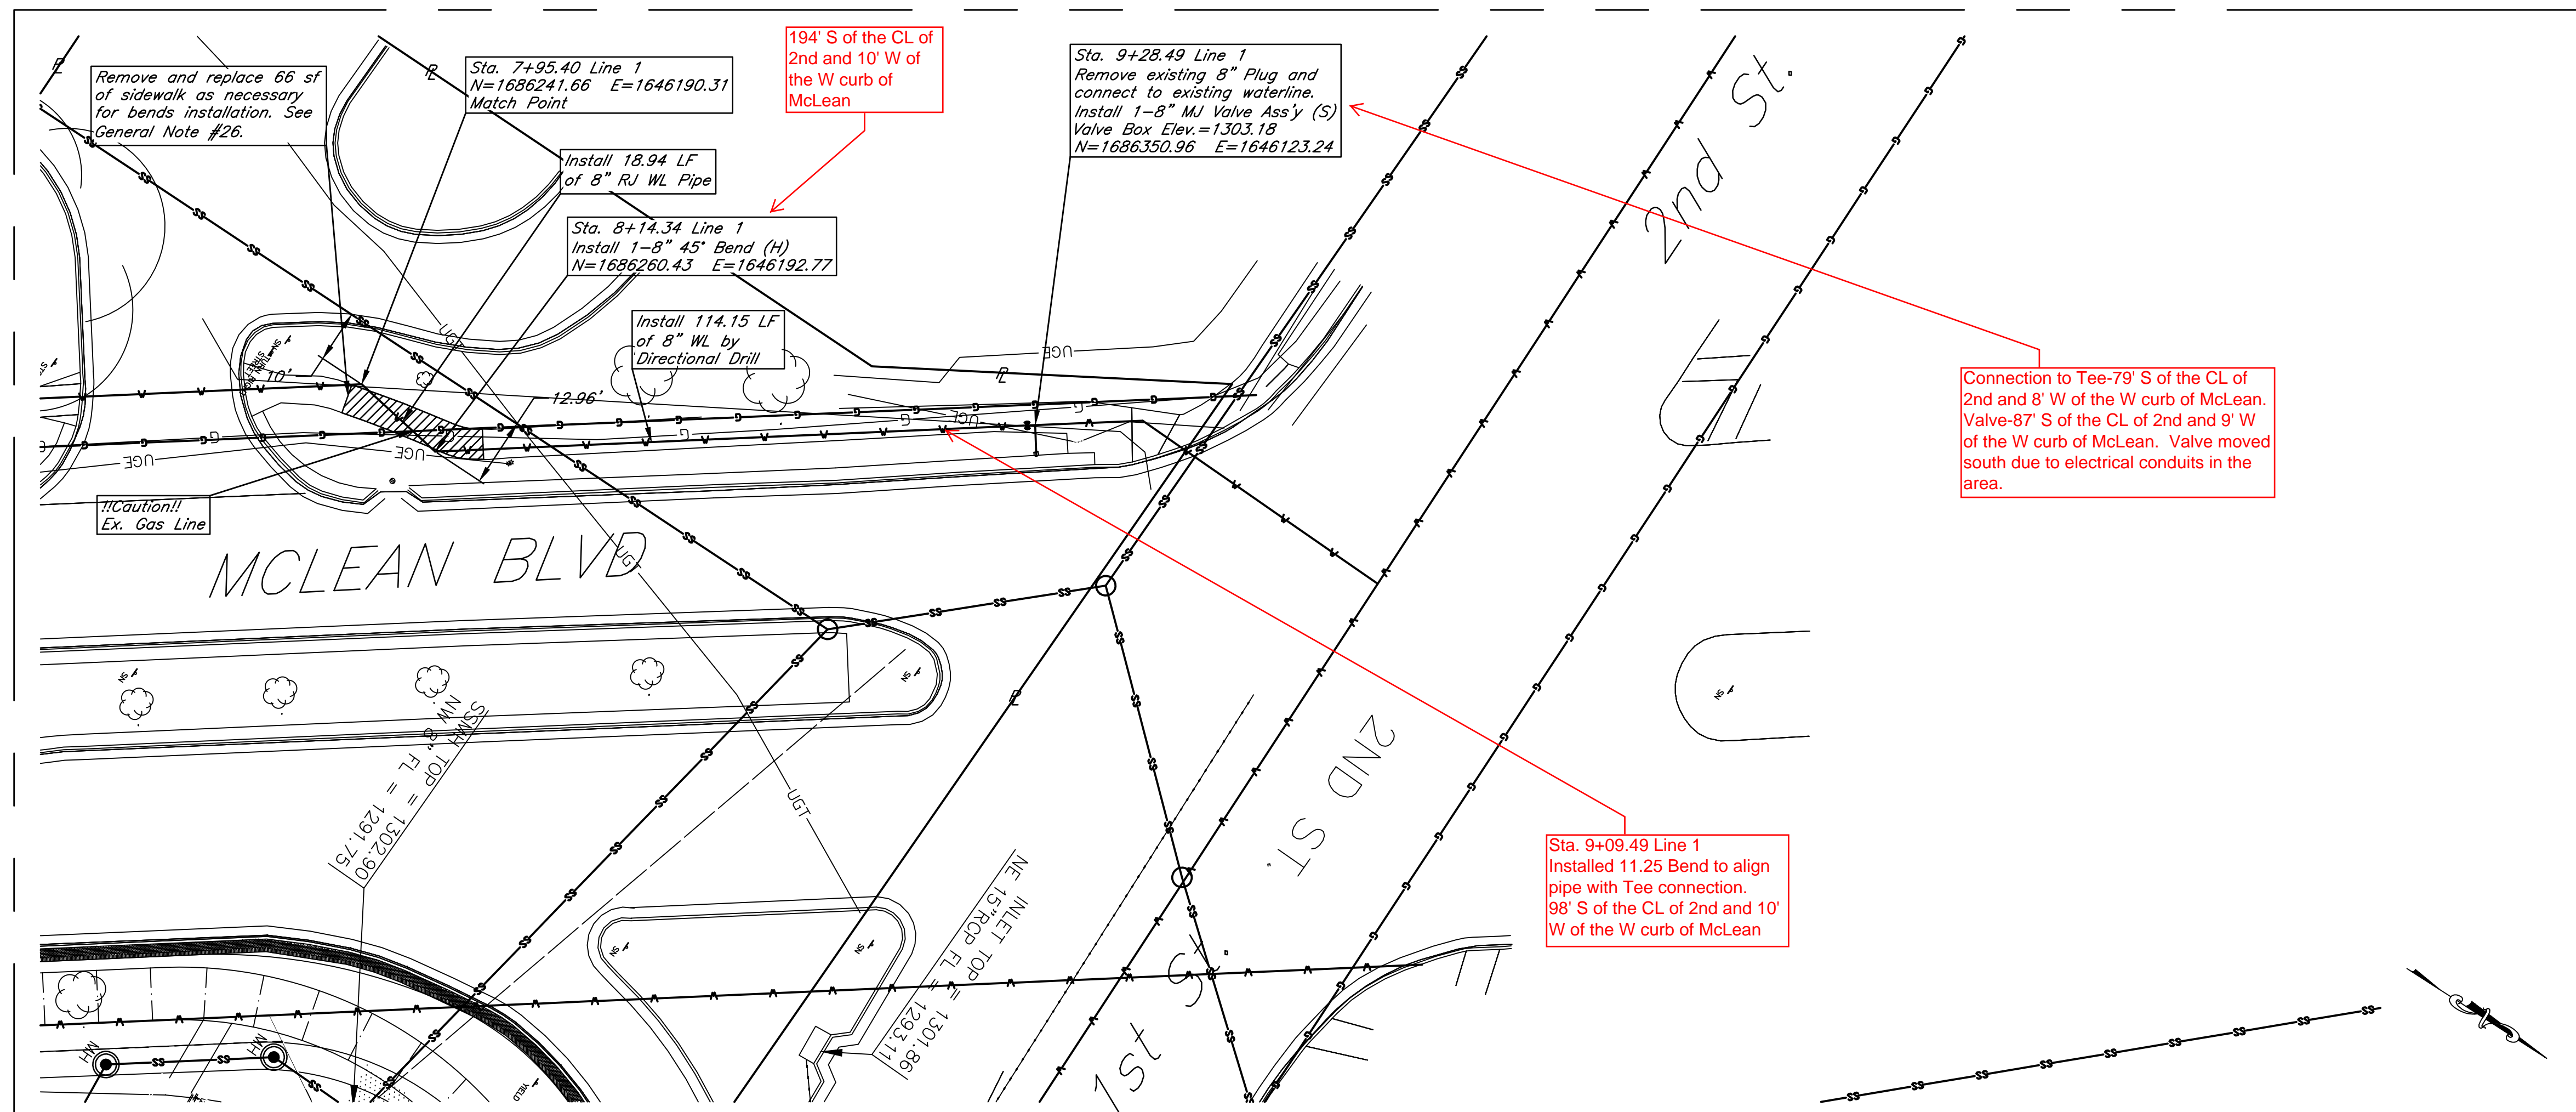 Remove and replace 66 sf
of sidewalk as necessary
for bends installation. See
General Note #26.
Sta. 7+95.40 Line 1
N=1686241.66 E=1646190.31
Match Point
194' S of the CL of
2nd and 10' W of
the W curb of
McLean
Sta. 9+28.49 Line 1
Remove existing 8" Plug and
connect to existing waterline.
Install 1-8" MJ Valve Ass'y (S)
Valve Box Elev.=1303.18
N=1686350.96 E=1646123.24
2nd St.
Install 18.94 LF
of 8" RJ WL Pipe
Sta. 8+14.34 Line 1
Install 1-8" 45° Bend (H)
N=1686260.43 E=1646192.77
Install 114.15 LF
of 8" WL by
Directional Drill
UGT
UGE
10'
12.96'
UGE
UGE
UGE
Connection to Tee-79' S of the CL of
2nd and 8' W of the W curb of McLean.
Valve-87' S of the CL of 2nd and 9' W
of the W curb of McLean. Valve moved
south due to electrical conduits in the
area.
!!Caution!!
Ex. Gas Line
MCLEAN BLVD
UGT
SSMH TOP = 1302.90
NW 8" FL = 1291.75
UGT
2ND ST.
INLET TOP = 1301.86
NE 15"RCP FL = 1293.11
Sta. 9+09.49 Line 1
Installed 11.25 Bend to align
pipe with Tee connection.
98' S of the CL of 2nd and 10'
W of the W curb of McLean
1st St.
MH
MH
YIELD